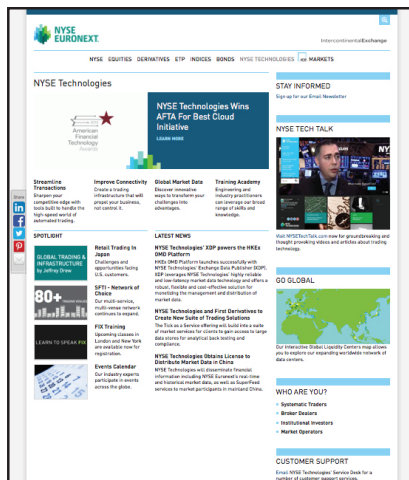 NYSE
EURONEXT.
IntercontinentalExchange
NYSE EQUITIES DERIVATIVES ETP INDICES BONDS NYSE TECHNOLOGIES MARKETS
NYSE Technologies
American
Financial
Technology
Awards
NYSE Technologies Wins
AFTA For Best Cloud
Initiative
LEARN MORE
Streamline
Transactions
Sharpen your
competitive edge with
tools built to handle the
high-speed world of
automated trading.
Improve Connectivity
Create a trading
infrastructure that will
propel your business,
not control it.
Global Market Data
Discover innovative
ways to transform your
challenges into
advantages.
Training Academy
Engineering and
industry practitioners
can leverage our broad
range of skills and
knowledge.
Share
SPOTLIGHT
GLOBAL TRADING &
INFRASTRUCTURE
by Jeffrey Drew
Retail Trading In
Japan
Challenges and
opportunities facing
U.S. customers.
80+
SFTI - Network of
Choice
Our multi-service,
multi-venue network
continues to expand.
LEARN TO SPEAK FIX
FIX Training
Upcoming classes in
London and New York
are available now for
registration.
Events Calendar
Our industry experts
participate in events
across the globe.
LATEST NEWS
NYSE Technologies' XDP powers the HKEx
OMD Platform
HKEx OMD Platform launches successfully with
NYSE Technologies' Exchange Data Publisher (XDP).
XDP leverages NYSE Technologies' highly reliable
and low-latency market data technology and offers a
robust, flexible and cost-effective solution for
monetizing the management and distribution of
market data.
NYSE Technologies and First Derivatives to
Create New Suite of Trading Solutions
The Tick as a Service offering will build into a suite
of market services for clients to gain access to large
data stores for analytical back testing and
compliance.
NYSE Technologies Obtains License to
Distribute Market Data in China
NYSE Technologies will disseminate financial
information including NYSE Euronext's real-time
and historical market data, as well as SuperFeed
services to market participants in mainland China.
STAY INFORMED
Sign up for our Email Newsletter
NYSE TECH TALK
Visit NYSETechTalk.com now for groundbreaking and
thought provoking videos and articles about trading
technology.
GO GLOBAL
Our Interactive Global Liquidity Centers map allows
you to explore our expanding worldwide network of
data centers.
WHO ARE YOU?
Systematic Traders
Broker Dealers
Institutional Investors
Market Operators
CUSTOMER SUPPORT
Email NYSE Technologies' Service Desk for a
number of customer support services.